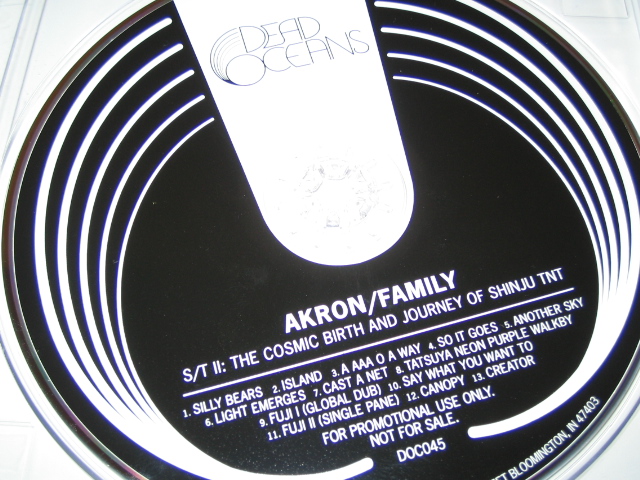 DEAD
OCEANS
AKRON/FAMILY
S/T II: THE COSMIC BIRTH AND JOURNEY OF SHINJU TNT
1. SILLY BEARS 2. ISLAND 3. A AAA O A WAY 4. SO IT GOES 5. ANOTHER SKY
6. LIGHT EMERGES 7. CAST A NET 8. TATSUYA NEON PURPLE WALKBY
9. FUJI I (GLOBAL DUB) 10. SAY WHAT YOU WANT TO
11. FUJI II (SINGLE PANE) 12. CANOPY 13. CREATOR
FOR PROMOTIONAL USE ONLY.
NOT FOR SALE.
DOC045
BLOOMINGTON, IN 47403